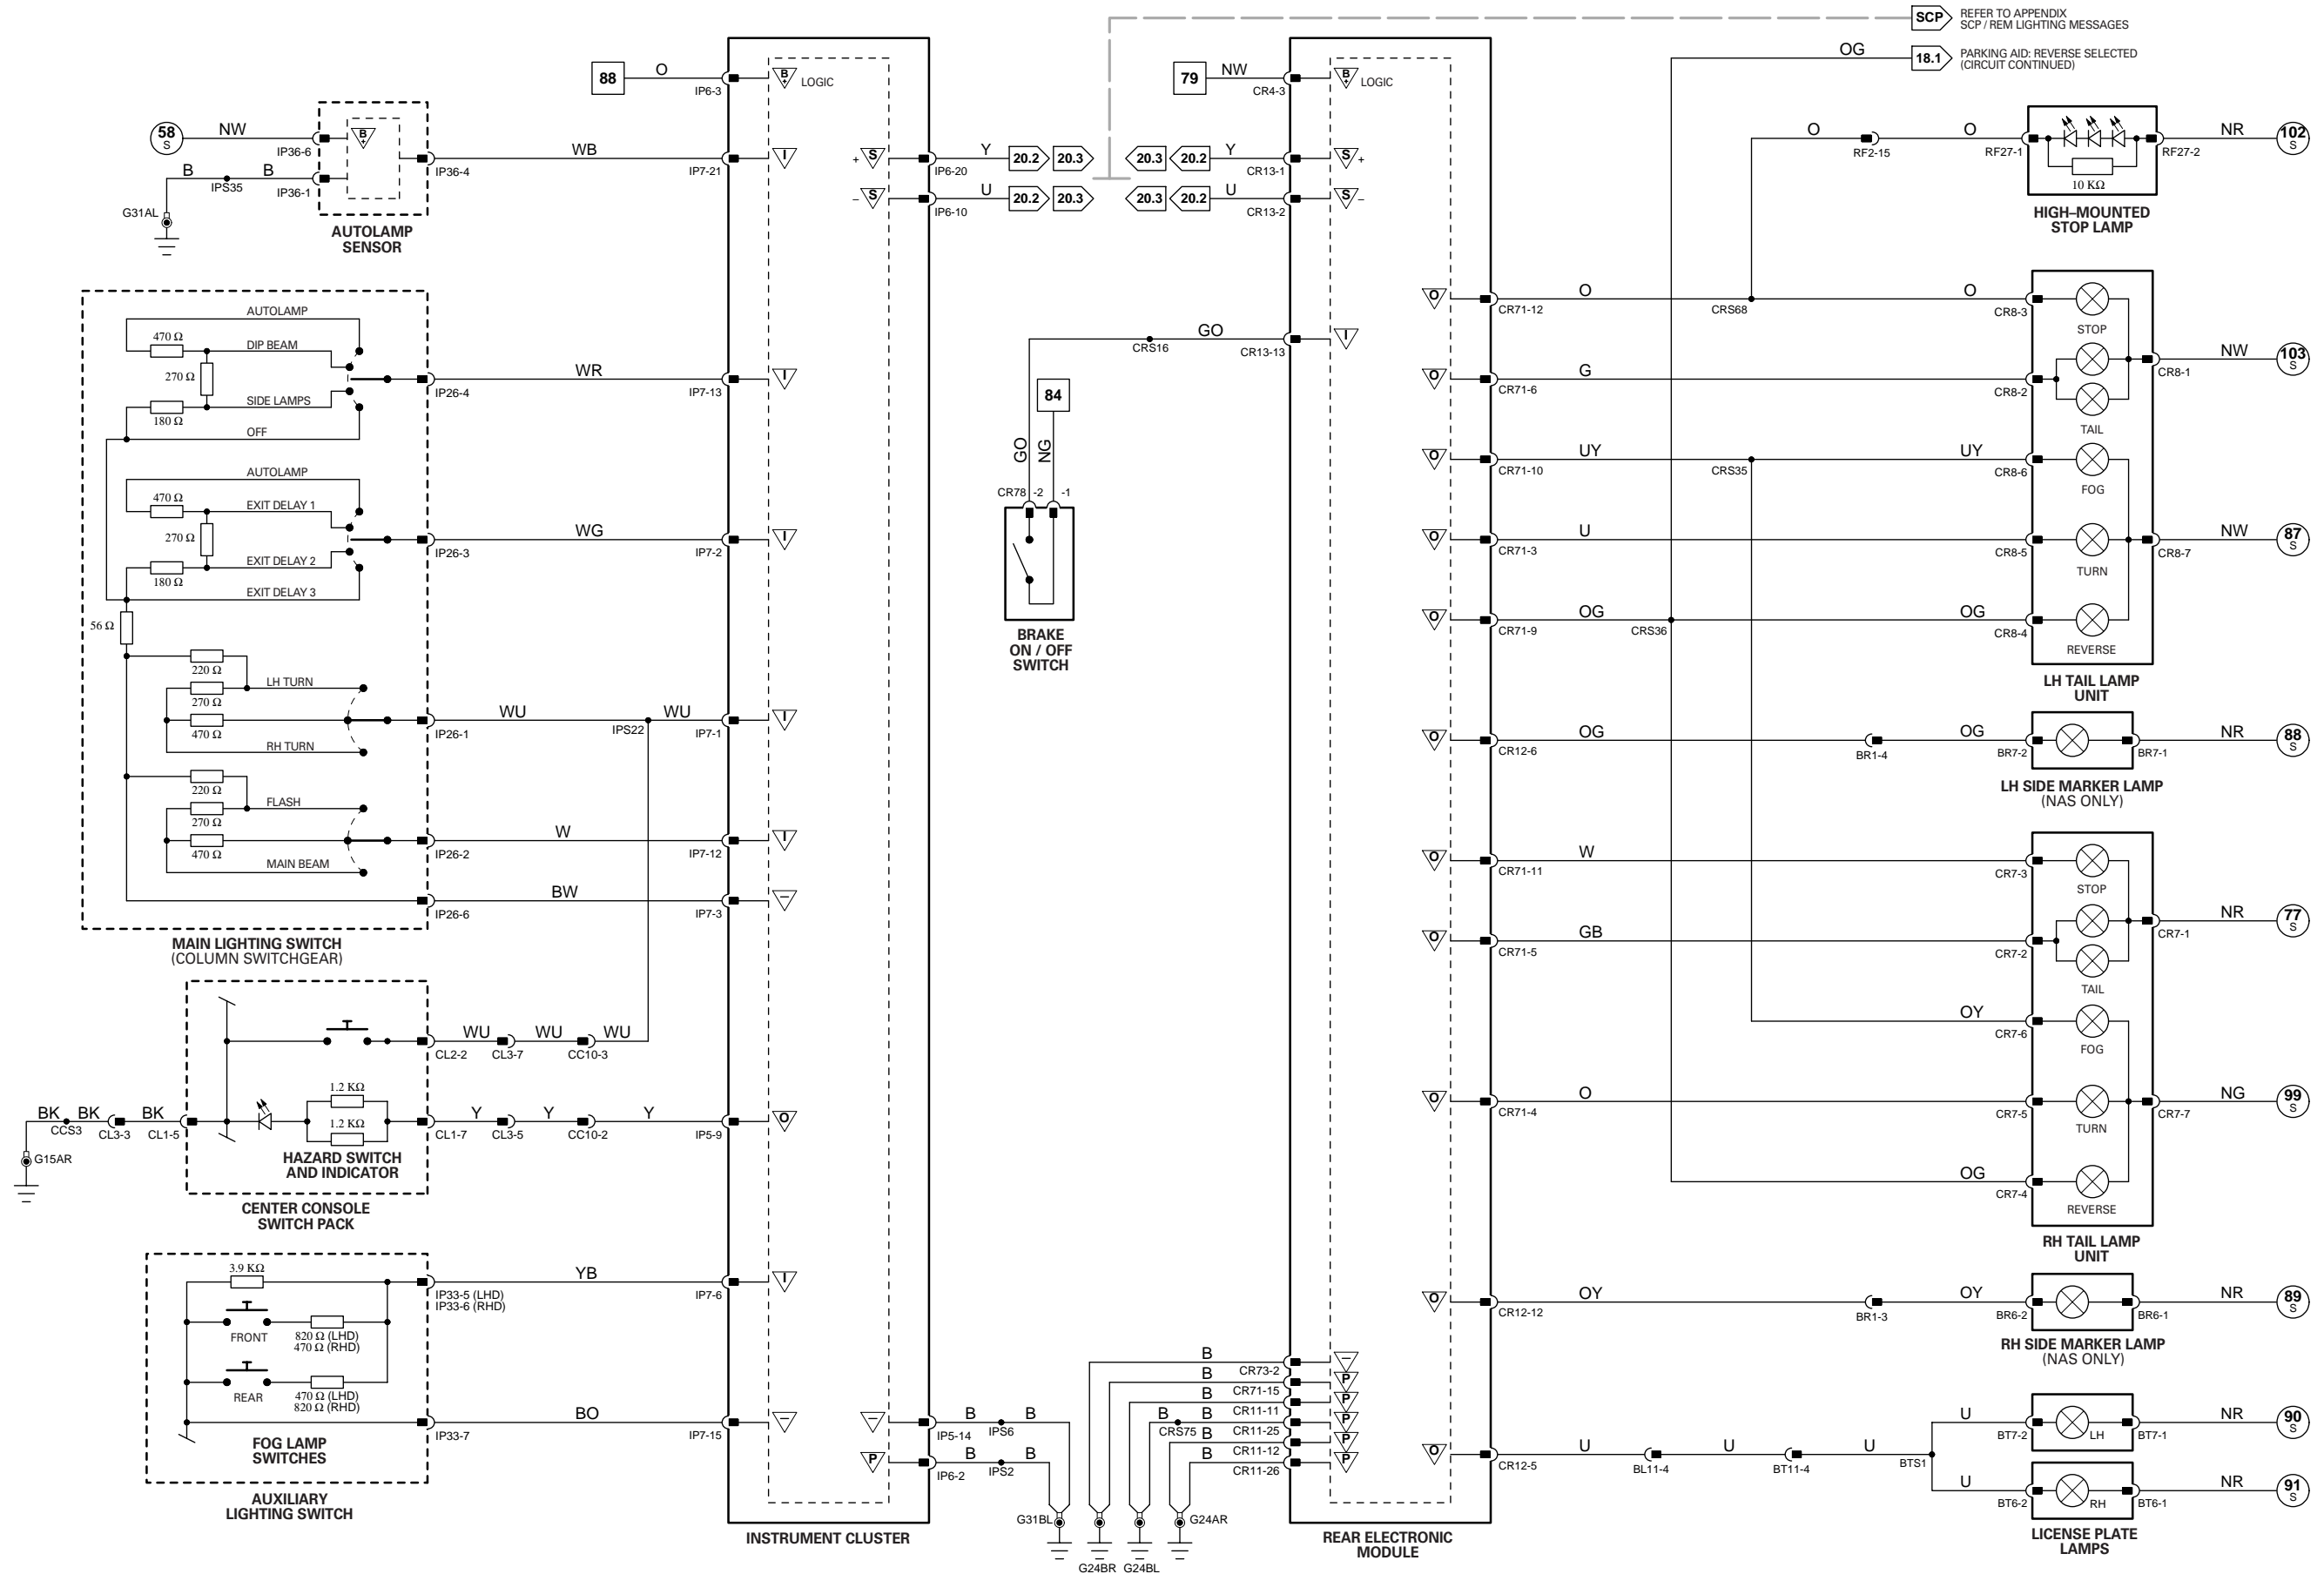 SCP
REFER TO APPENDIX
SCP / REM LIGHTING MESSAGES
OG
18.1
PARKING AID: REVERSE SELECTED
(CIRCUIT CONTINUED)
58
S
NW
IP36-6
B
IPS35
B
IP36-1
G31AL
B
+
IP36-4
AUTOLAMP
SENSOR
WB
IP7-21
88
O
IP6-3
B
+
LOGIC
I
AUTOLAMP
470 Ω
DIP BEAM
270 Ω
SIDE LAMPS
180 Ω
OFF
IP26-4
WR
IP7-13
I
AUTOLAMP
470 Ω
EXIT DELAY 1
270 Ω
EXIT DELAY 2
180 Ω
EXIT DELAY 3
IP26-3
WG
IP7-2
I
56 Ω
220 Ω
LH TURN
270 Ω
470 Ω
RH TURN
IP26-1
WU
IPS22
WU
IP7-1
I
220 Ω
FLASH
270 Ω
470 Ω
MAIN BEAM
IP26-2
W
IP7-12
I
IP26-6
BW
IP7-3
–
MAIN LIGHTING SWITCH
(COLUMN SWITCHGEAR)
CL2-2
WU
CL3-7
WU
CC10-3
WU
BK
CCS3
BK
CL3-3
BK
CL1-5
G15AR
1.2 KΩ
1.2 KΩ
HAZARD SWITCH
AND INDICATOR
CL1-7
Y
CL3-5
Y
CC10-2
Y
IP5-9
O
CENTER CONSOLE
SWITCH PACK
3.9 KΩ
IP33-5 (LHD)
IP33-6 (RHD)
YB
IP7-6
I
FRONT
820 Ω (LHD)
470 Ω (RHD)
REAR
470 Ω (LHD)
820 Ω (RHD)
IP33-7
BO
IP7-15
–
FOG LAMP
SWITCHES
AUXILIARY
LIGHTING SWITCH
+
S
IP6-20
Y
20.2
20.3
–
S
IP6-10
U
20.2
20.3
–
IP5-14
B
IPS6
B
P
IP6-2
B
IPS2
B
G31BL
INSTRUMENT CLUSTER
20.3
20.2
Y
CR13-1
S
+
20.3
20.2
U
CR13-2
S
–
79
NW
CR4-3
B
+
LOGIC
CRS16
GO
CR13-13
I
84
GO
NG
CR78
-2
-1
BRAKE
ON / OFF
SWITCH
B
CR73-2
–
B
CR71-15
P
B
CR11-11
P
B
CRS75
B
CR11-25
P
B
CR11-12
P
B
CR11-26
P
G24BR
G24BL
G24AR
REAR ELECTRONIC
MODULE
O
RF2-15
O
RF27-1
10 KΩ
RF27-2
NR
102
S
HIGH–MOUNTED
STOP LAMP
O
CR71-12
O
CRS68
O
CR8-3
STOP
O
CR71-6
G
CR8-2
TAIL
CR8-1
NW
103
S
O
CR71-10
UY
CRS35
UY
CR8-6
FOG
O
CR71-3
U
CR8-5
TURN
CR8-7
NW
87
S
O
CR71-9
OG
CRS36
OG
CR8-4
REVERSE
LH TAIL LAMP
UNIT
O
CR12-6
OG
BR1-4
OG
BR7-2
BR7-1
NR
88
S
LH SIDE MARKER LAMP
(NAS ONLY)
O
CR71-11
W
CR7-3
STOP
O
CR71-5
GB
CR7-2
TAIL
CR7-1
NR
77
S
OY
CR7-6
FOG
O
CR71-4
O
CR7-5
TURN
CR7-7
NG
99
S
OG
CR7-4
REVERSE
RH TAIL LAMP
UNIT
O
CR12-12
OY
BR1-3
OY
BR6-2
BR6-1
NR
89
S
RH SIDE MARKER LAMP
(NAS ONLY)
O
CR12-5
U
BL11-4
U
BT11-4
U
BTS1
U
BT7-2
LH
BT7-1
NR
90
S
U
BT6-2
RH
BT6-1
NR
91
S
LICENSE PLATE
LAMPS